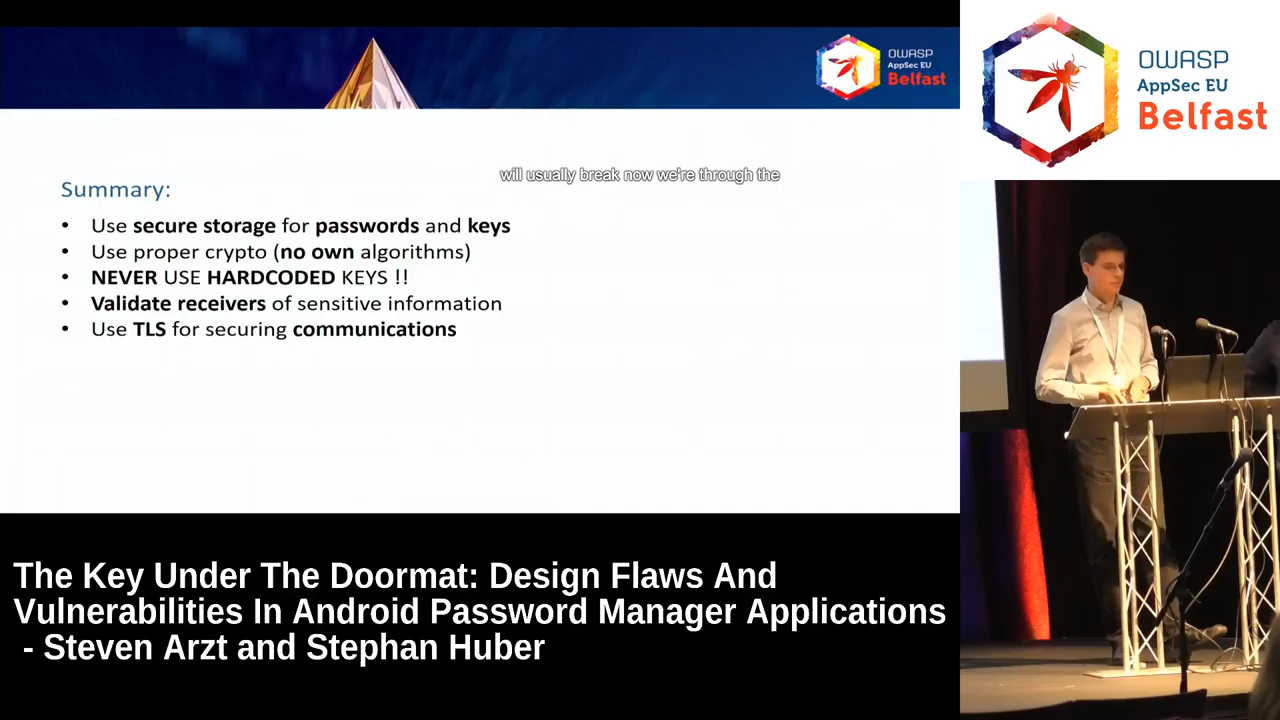 OWASP
AppSec EU
Belfast
OWASP
AppSec EU
Belfast
will usually break now we're through the
Summary:
• Use secure storage for passwords and keys
• Use proper crypto (no own algorithms)
• NEVER USE HARDCODED KEYS !!
• Validate receivers of sensitive information
• Use TLS for securing communications
The Key Under The Doormat: Design Flaws And
Vulnerabilities In Android Password Manager Applications
- Steven Arzt and Stephan Huber